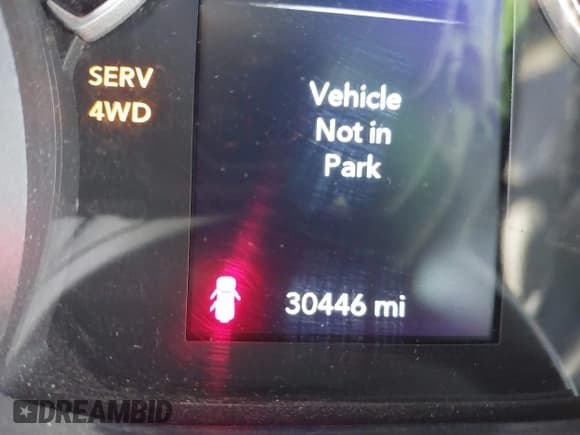 SERV
4WD
Vehicle
Not in
Park
30446 mi
DREAMBID